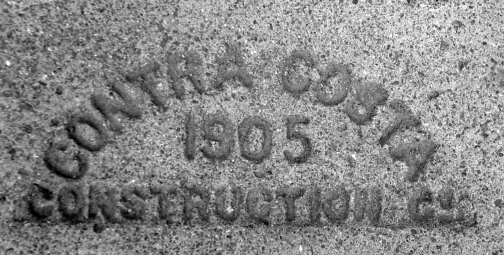 CONTRA COSTA
1905
CONSTRUCTION Co.